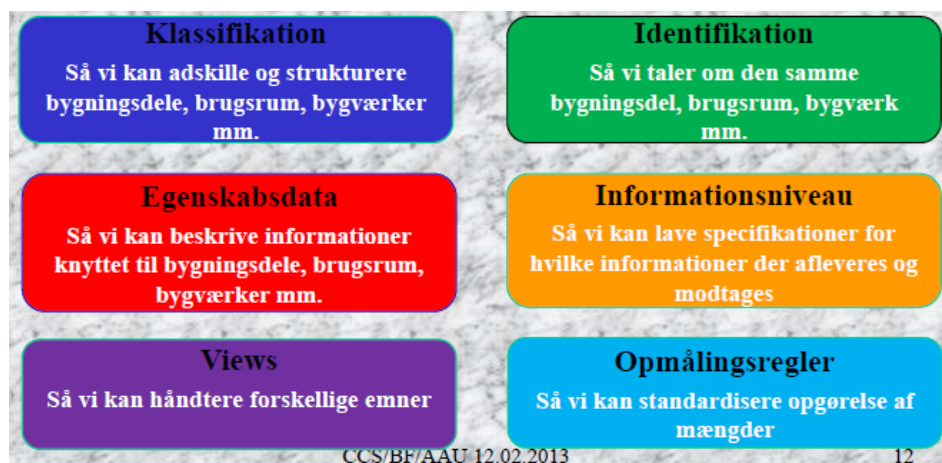 Klassifikation
Så vi kan adskille og strukturere
bygningsdele, brugsrum, bygværker
mm.
Identifikation
Så vi taler om den samme
bygningsdel, brugsrum, bygværk
mm.
Egenskabsdata
Så vi kan beskrive informationer
knyttet til bygningsdele, brugsrum,
bygværker mm.
Informationsniveau
Så vi kan lave specifikationer for
hvilke informationer der afleveres og
modtages
Views
Så vi kan håndtere forskellige emner
Opmålingsregler
Så vi kan standardisere opgørelse af
mængder
CCS/BF/AAU 12.02.2013
12